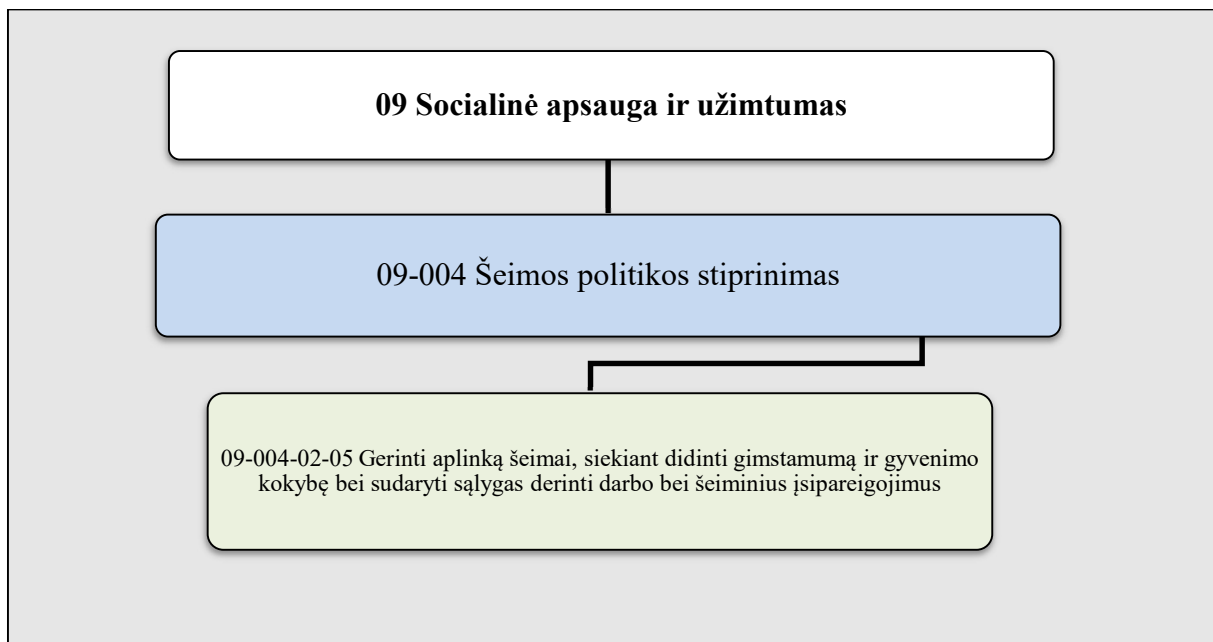 09 Socialinė apsauga ir užimtumas
09-004 Šeimos politikos stiprinimas
09-004-02-05 Gerinti aplinką šeimai, siekiant didinti gimstamumą ir gyvenimo
kokybę bei sudaryti sąlygas derinti darbo bei šeiminius įsipareigojimus